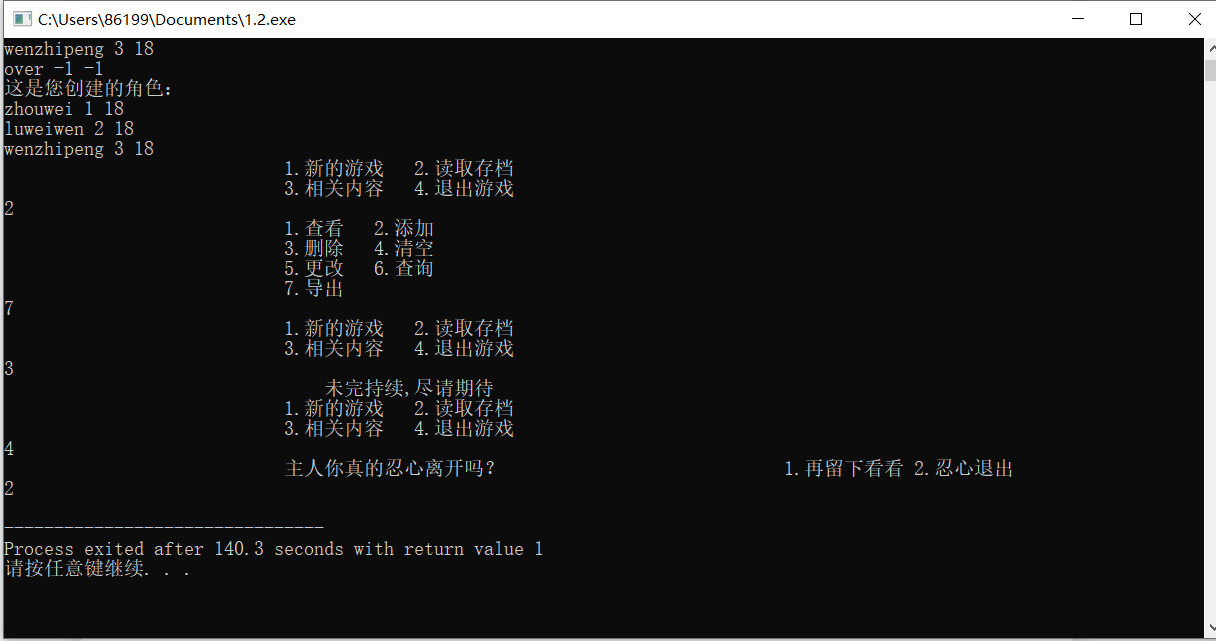 C:\Users\86199\Documents\1.2.exe
wenzhipeng 3 18
over -1 -1
这是您创建的角色:
zhouwei 1 18
luweiwen 2 18
wenzhipeng 3 18
1.新的游戏 2.读取存档
3.相关内容 4.退出游戏
2
1.查看 2.添加
3.删除 4.清空
5.更改 6.查询
7.导出
7
1.新的游戏 2.读取存档
3.相关内容 4.退出游戏
3
未完持续,尽请期待
1.新的游戏 2.读取存档
3.相关内容 4.退出游戏
4
主人你真的忍心离开吗? 1.再留下看看 2.忍心退出
2
--------------------------------
Process exited after 140.3 seconds with return value 1
请按任意键继续. . .